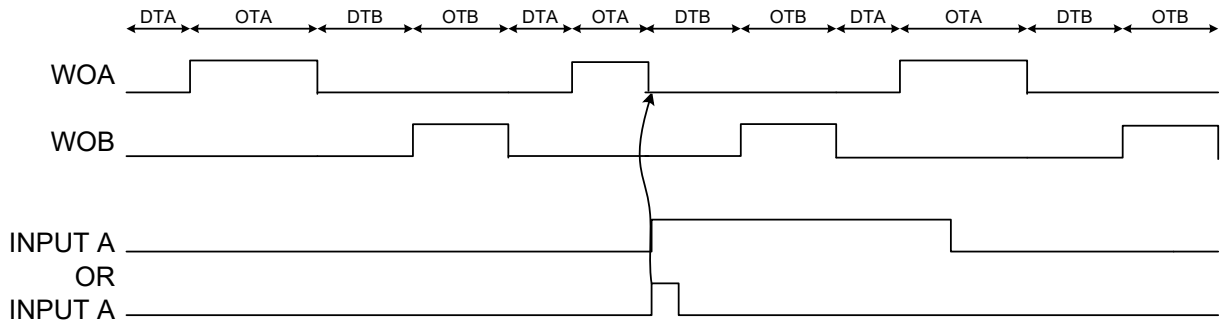 DTA OTA DTB OTB DTA OTA DTB OTB DTA OTA DTB OTB
WOA
WOB
INPUT A
OR
INPUT A